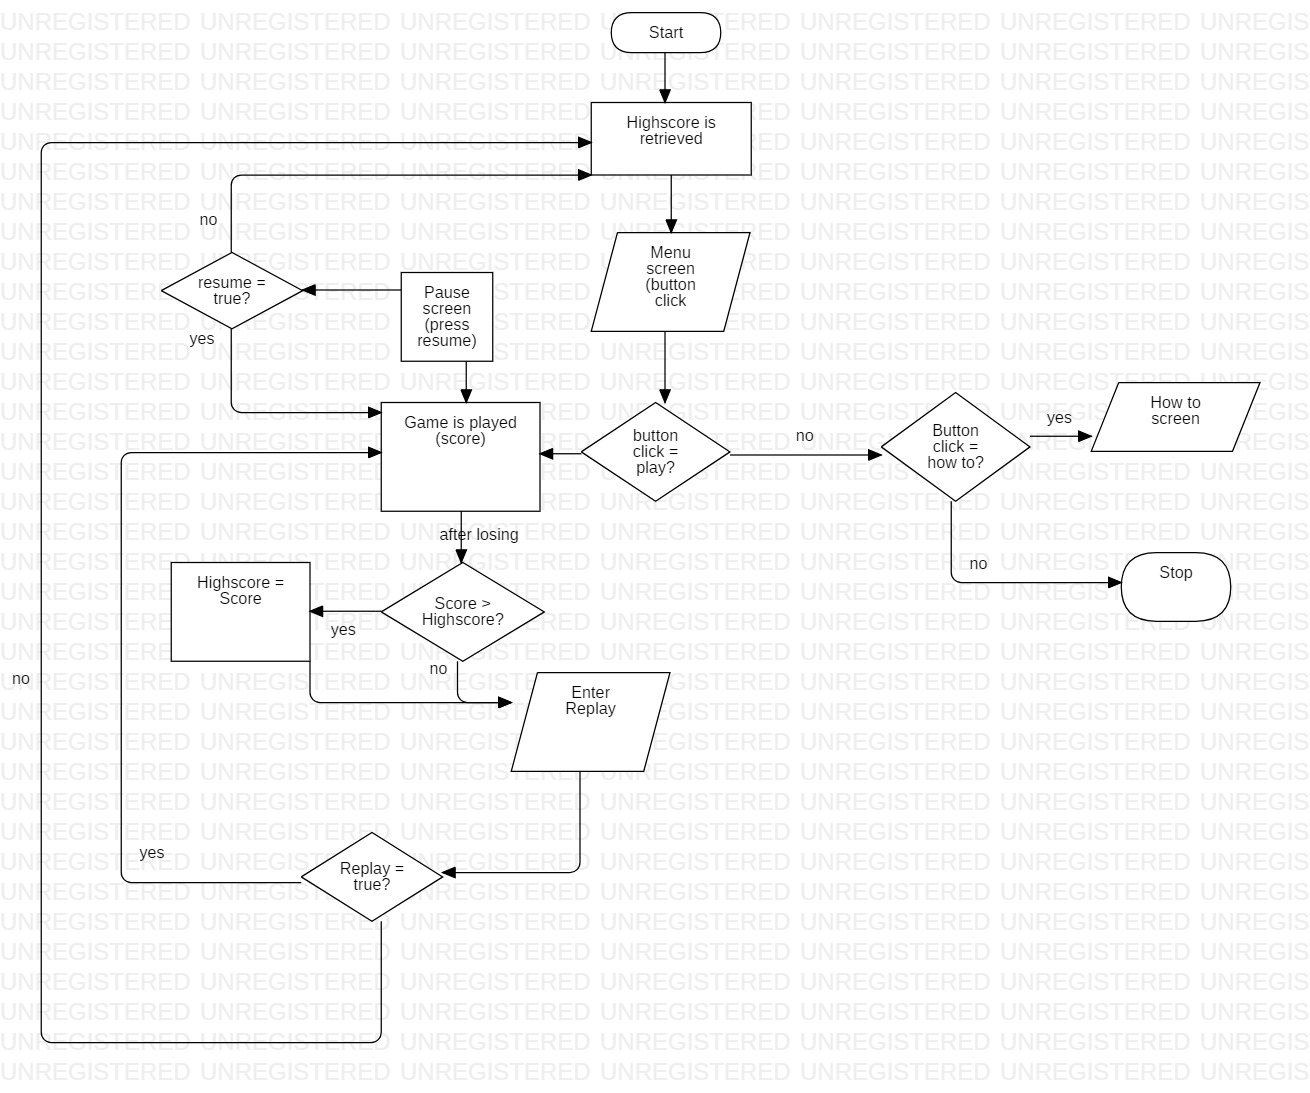 Start
Highscore is
retrieved
no
Menu
screen
(button
click
resume =
true?
Pause
screen
(press
resume)
yes
Game is played
(score)
button
click =
play?
no
Button
click =
how to?
yes
How to
screen
after losing
no
Stop
Highscore =
Score
yes
Score >
Highscore?
no
no
Enter
Replay
yes
Replay =
true?
UNREGISTERED